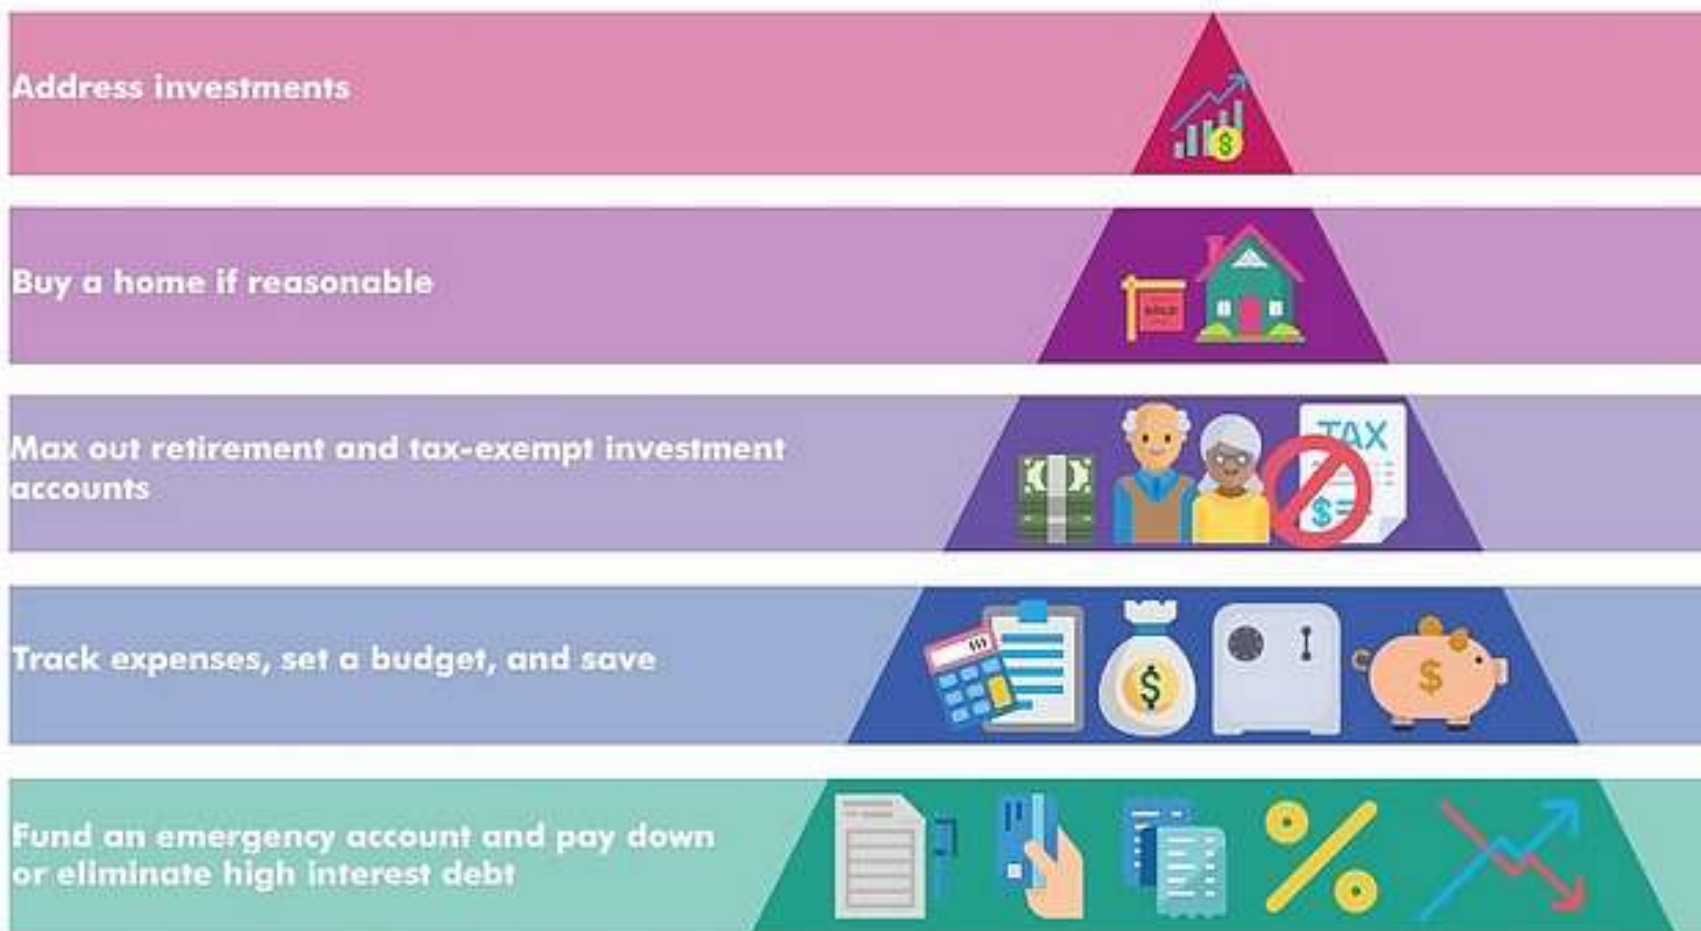 Address investments
Buy a home if reasonable
SOLD
Max out retirement and tax-exempt investment
accounts
TAX
$
Track expenses, set a budget, and save
$
$
Fund an emergency account and pay down
or eliminate high interest debt
%